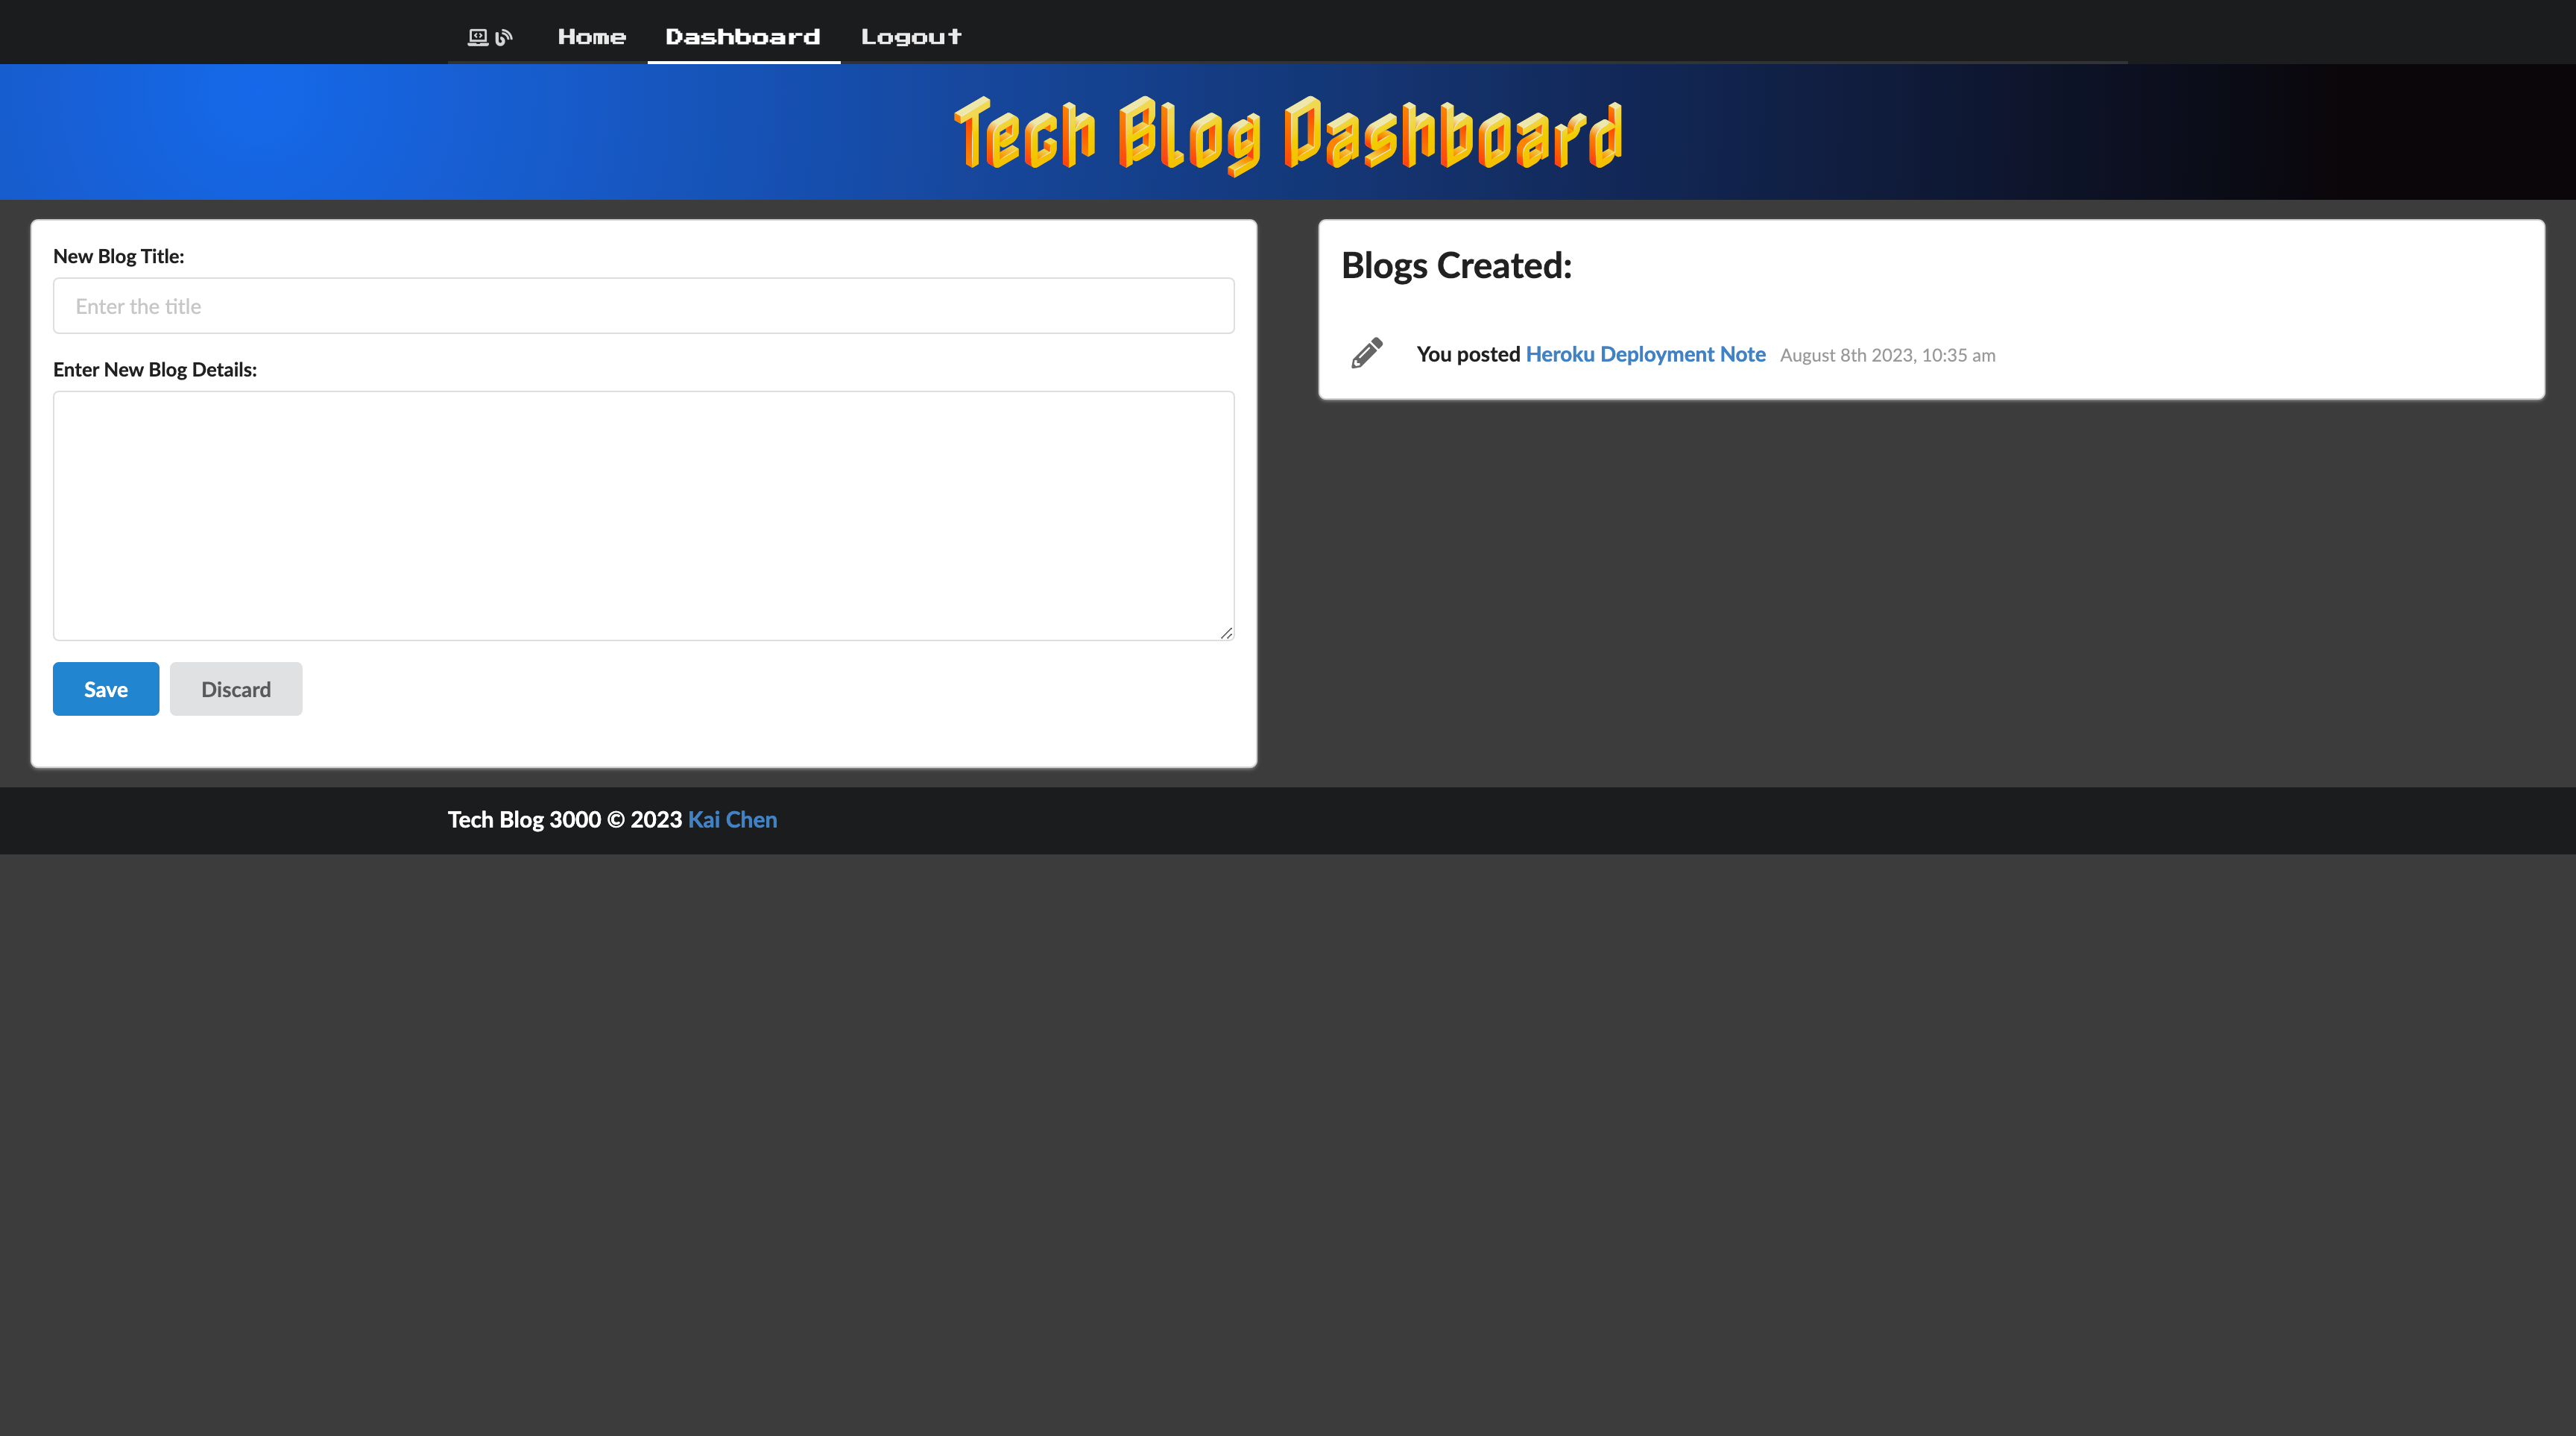 Home Dashboard Logout
Tech Blog Dashboard
New Blog Title:
Enter the title
Enter New Blog Details:
Save Discard
Blogs Created:
You posted Heroku Deployment Note August 8th 2023, 10:35 am
Tech Blog 3000 © 2023 Kai Chen